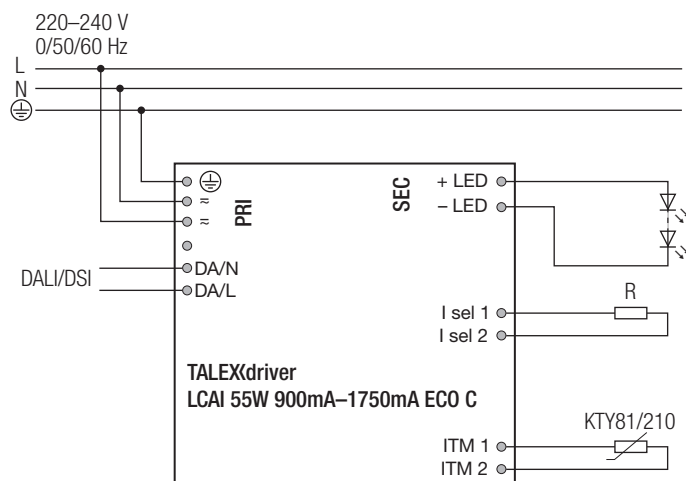 220–240 V
0/50/60 Hz
L
N
PRI
SEC
+ LED
– LED
≂
≂
DALI/DSI
DA/N
DA/L
R
I sel 1
I sel 2
TALEXXdriver
LCAI 55W 900mA–1750mA ECO C
KTY81/210
ITM 1
ITM 2